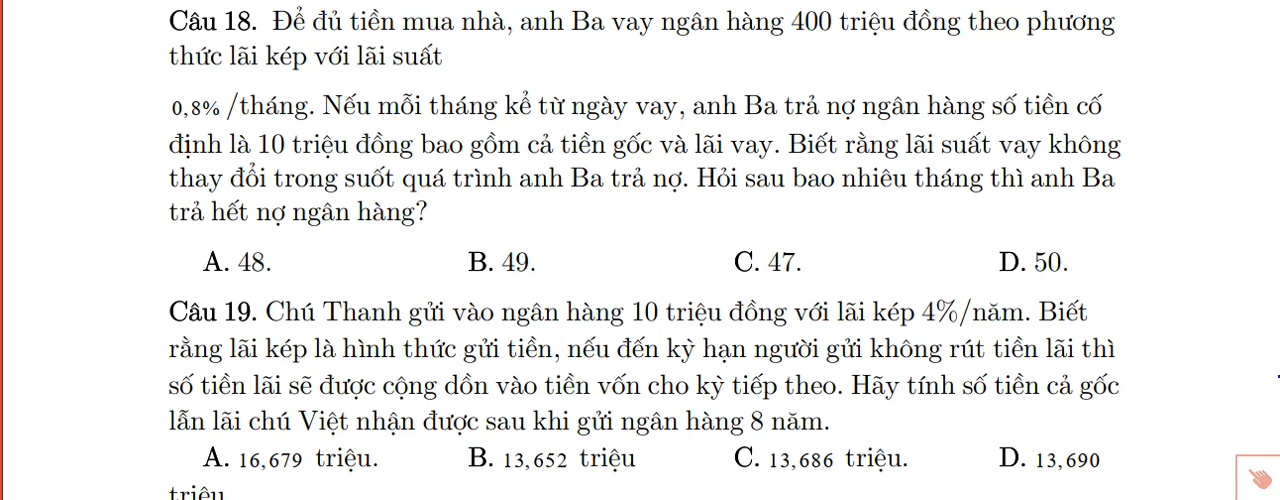 Câu 18. Để đủ tiền mua nhà, anh Ba vay ngân hàng 400 triệu đồng theo phương
thức lãi kép với lãi suất
0,8% /tháng. Nếu mỗi tháng kể từ ngày vay, anh Ba trả nợ ngân hàng số tiền cố
định là 10 triệu đồng bao gồm cả tiền gốc và lãi vay. Biết rằng lãi suất vay không
thay đổi trong suốt quá trình anh Ba trả nợ. Hỏi sau bao nhiêu tháng thì anh Ba
trả hết nợ ngân hàng?
A. 48. B. 49. C. 47. D. 50.
Câu 19. Chú Thanh gửi vào ngân hàng 10 triệu đồng với lãi kép 4%/năm. Biết
rằng lãi kép là hình thức gửi tiền, nếu đến kỳ hạn người gửi không rút tiền lãi thì
số tiền lãi sẽ được cộng dồn vào tiền vốn cho kỳ tiếp theo. Hãy tính số tiền cả gốc
lẫn lãi chú Việt nhận được sau khi gửi ngân hàng 8 năm.
A. 16,679 triệu. B. 13,652 triệu C. 13,686 triệu. D. 13,690
triệu